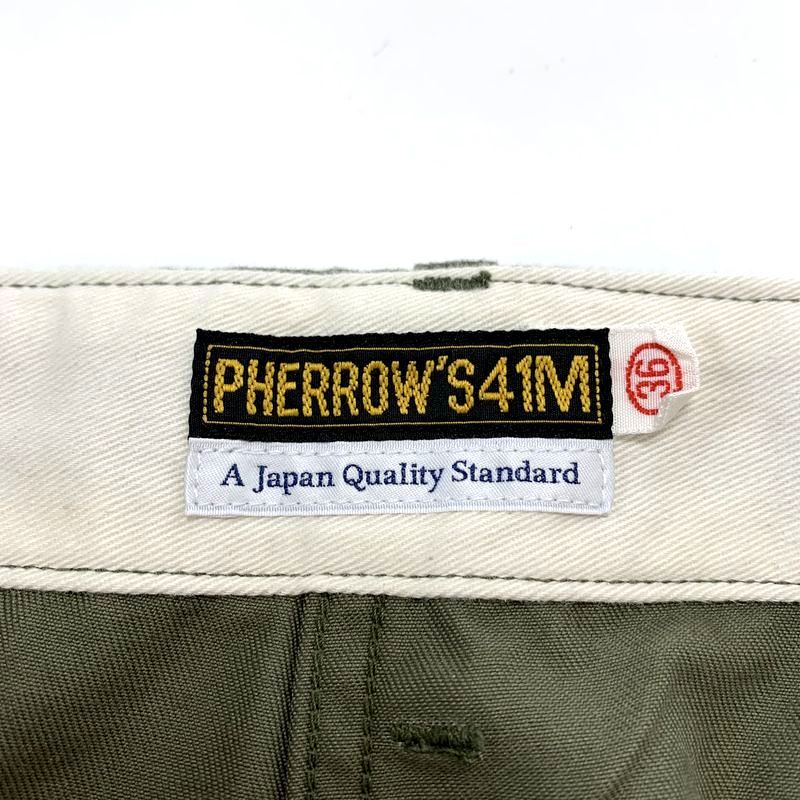 PHERROW'S41M
36
A Japan Quality Standard